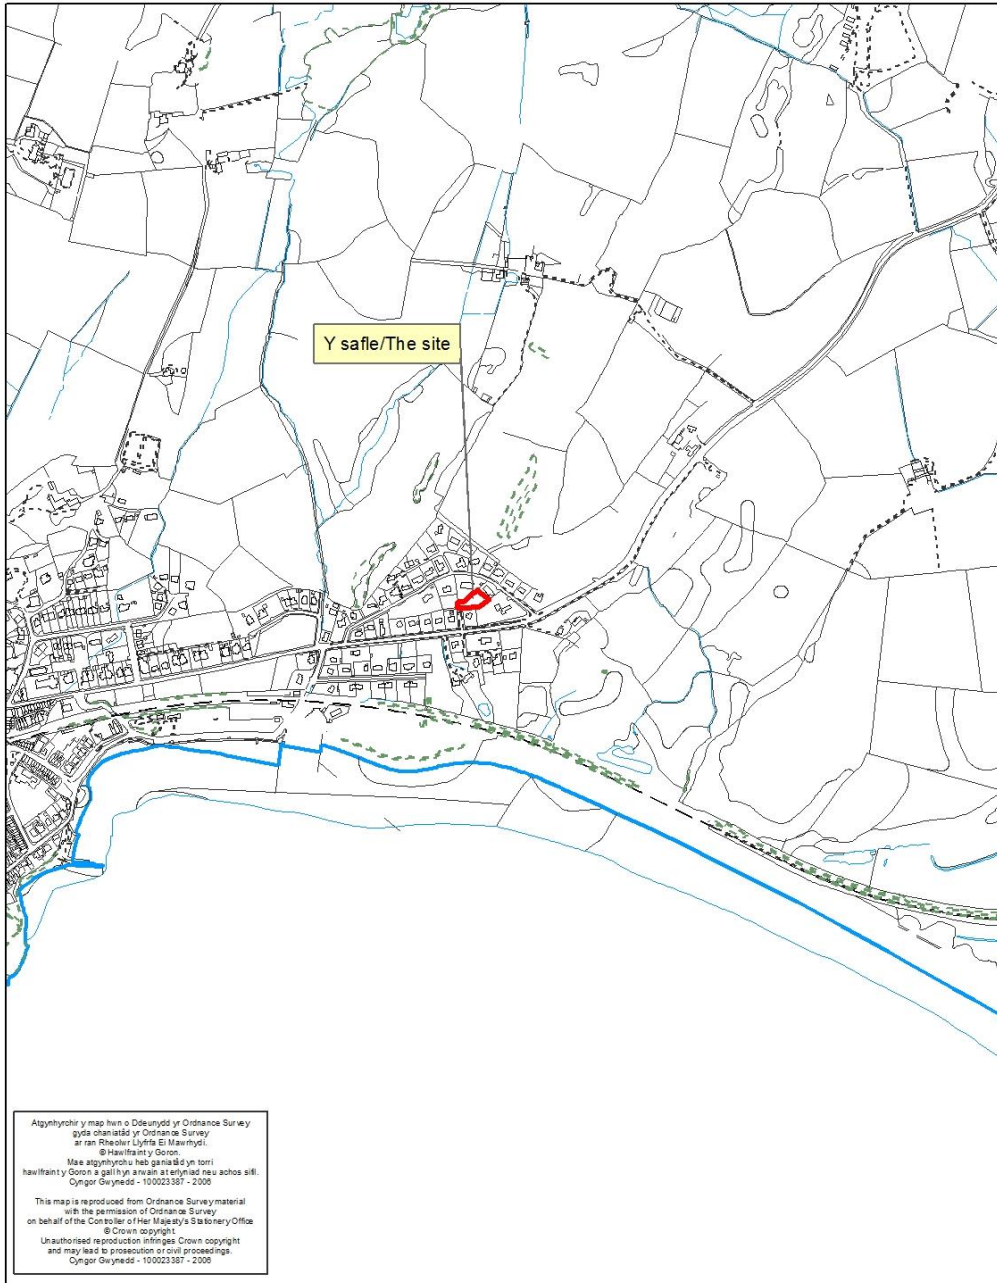 Y safle/The site
Atgynhyrchir y map hwn o Ddeunydd yr Ordnance Survey
gyda chaniatâd yr Ordnance Survey
ar ran Rheolwr Llyfrfa Ei Mawrhydi.
© Hawlfraint y Goron.
Mae atgynhyrchu heb ganiatâd yn torri
hawlfraint y Goron a gall hyn arwain at erlyniad neu achos sifil.
Cyngor Gwynedd - 100023387 - 2006
This map is reproduced from Ordnance Survey material
with the permission of Ordnance Survey
on behalf of the Controller of Her Majesty's Stationery Office
© Crown copyright.
Unauthorised reproduction infringes Crown copyright
and may lead to prosecution or civil proceedings.
Cyngor Gwynedd - 100023387 - 2006